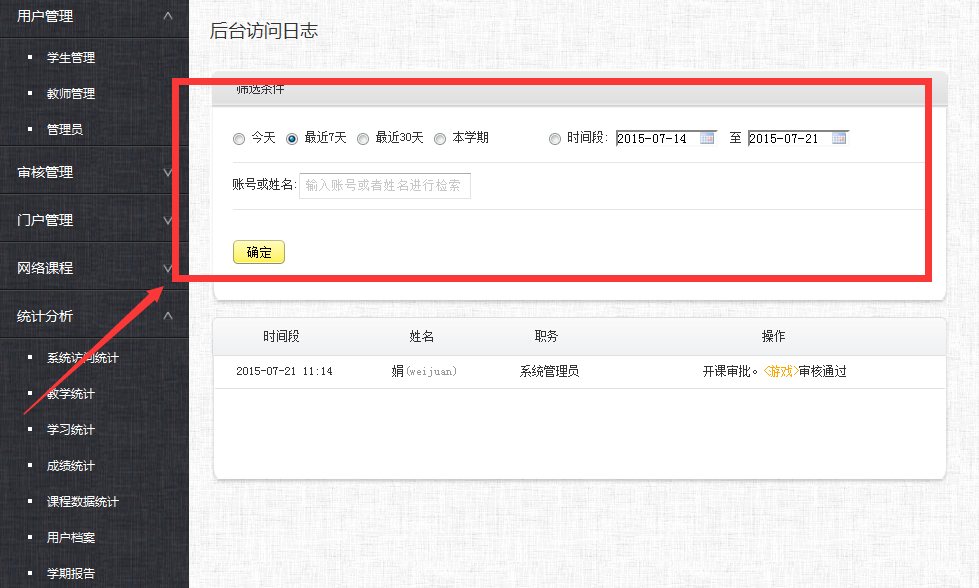 用户管理
学生管理
教师管理
管理员
审核管理
门户管理
网络课程
统计分析
系统访问统计
教学统计
学习统计
成绩统计
课程数据统计
用户档案
学期报告
后台访问日志
筛选条件
今天 最近7天 最近30天 本学期 时间段: 2015-07-14 至 2015-07-21
账号或姓名: 输入账号或者姓名进行检索
确定
时间段 姓名 职务 操作
2015-07-21 11:14 娟(weijuan) 系统管理员 开课审批。<游戏>审核通过